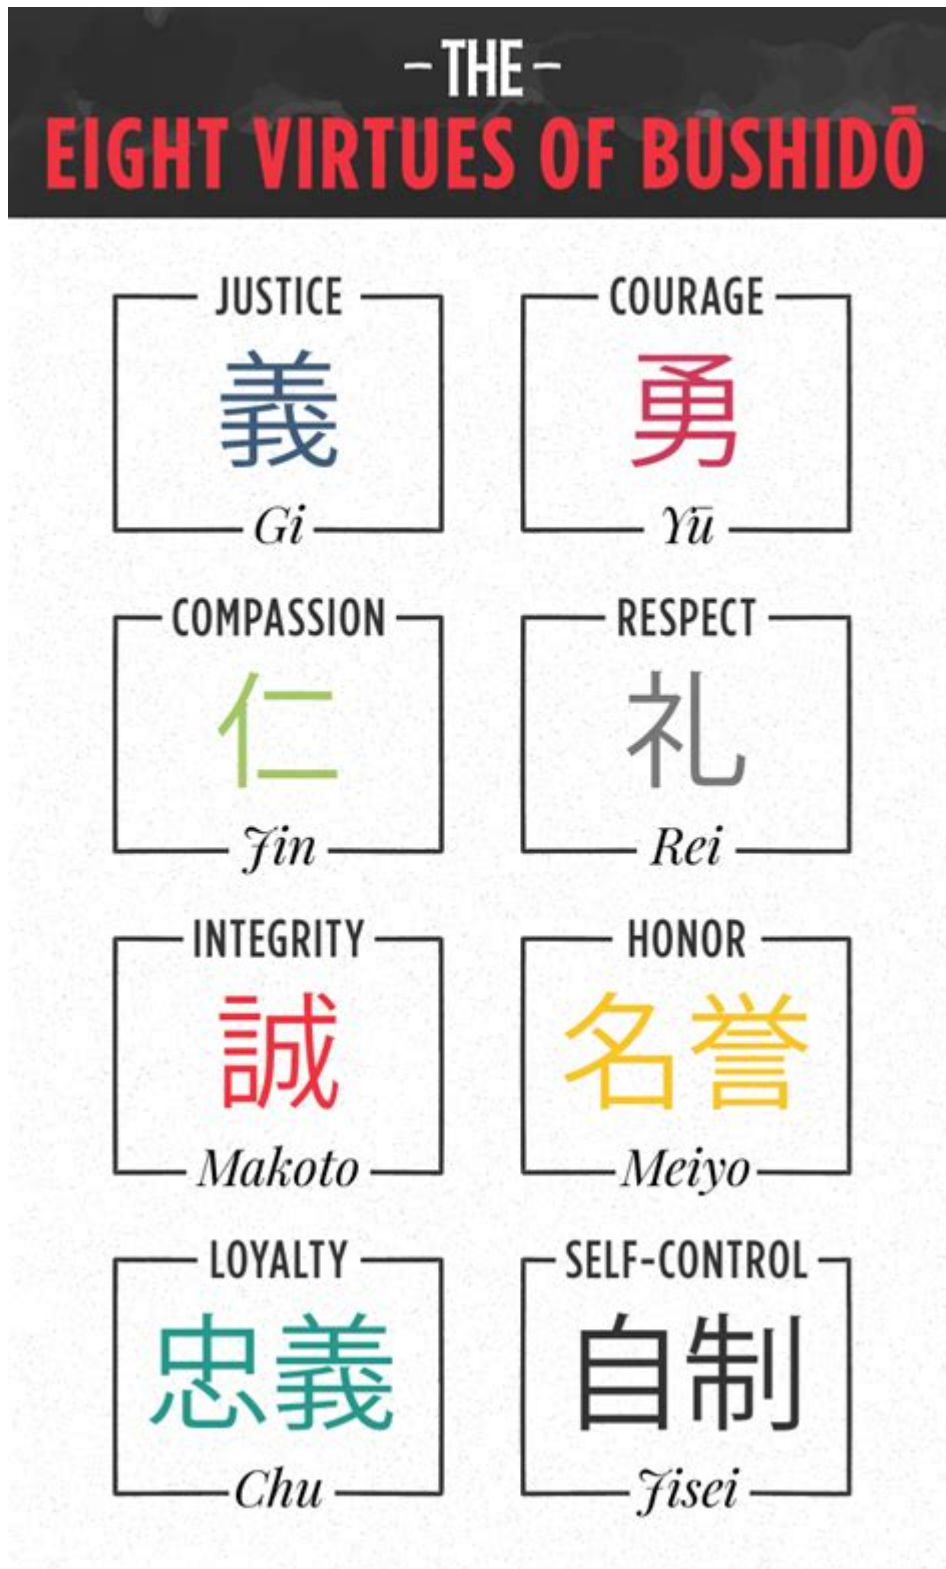 -THE-
EIGHT VIRTUES OF BUSHIDŌ
JUSTICE
義
Gi
COURAGE
勇
Yū
COMPASSION
仁
Jin
RESPECT
礼
Rei
INTEGRITY
誠
Makoto
HONOR
名誉
Meiyo
LOYALTY
忠義
Chu
SELF-CONTROL
自制
Jisei